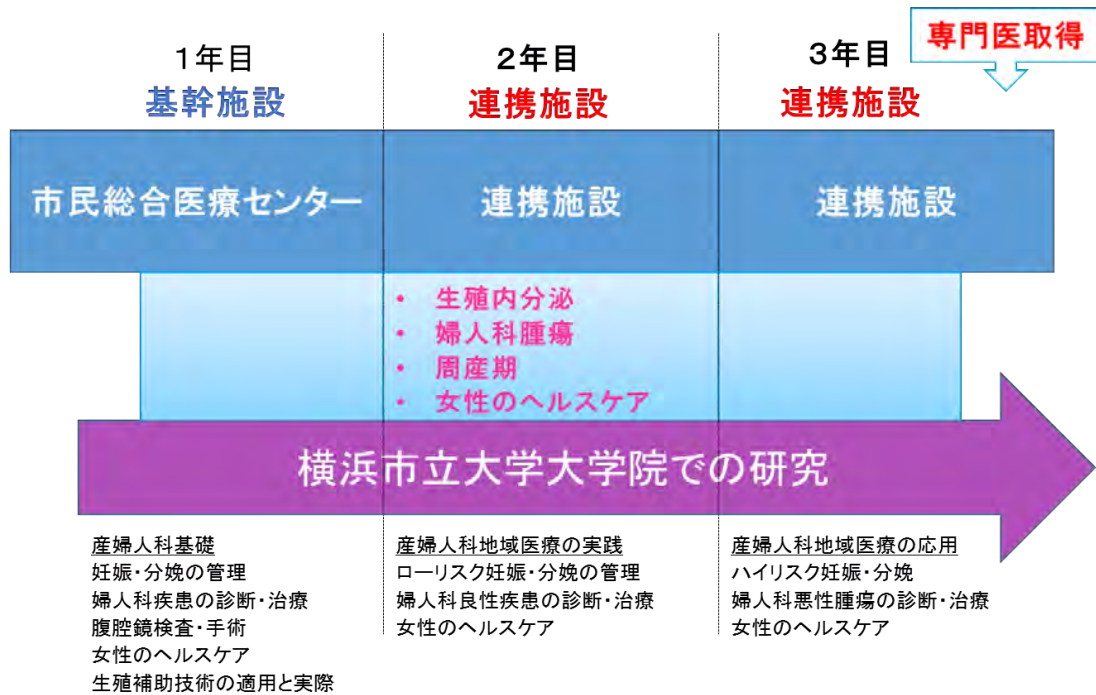 専門医取得
1年目
基幹施設
2年目
連携施設
3年目
連携施設
市民総合医療センター
連携施設
連携施設
• 生殖内分泌
• 婦人科腫瘍
• 周産期
• 女性のヘルスケア
横浜市立大学大学院での研究
産婦人科基礎
妊娠・分娩の管理
婦人科疾患の診断・治療
腹腔鏡検査・手術
女性のヘルスケア
生殖補助技術の適用と実際
産婦人科地域医療の実践
ローリスク妊娠・分娩の管理
婦人科良性疾患の診断・治療
女性のヘルスケア
産婦人科地域医療の応用
ハイリスク妊娠・分娩
婦人科悪性腫瘍の診断・治療
女性のヘルスケア